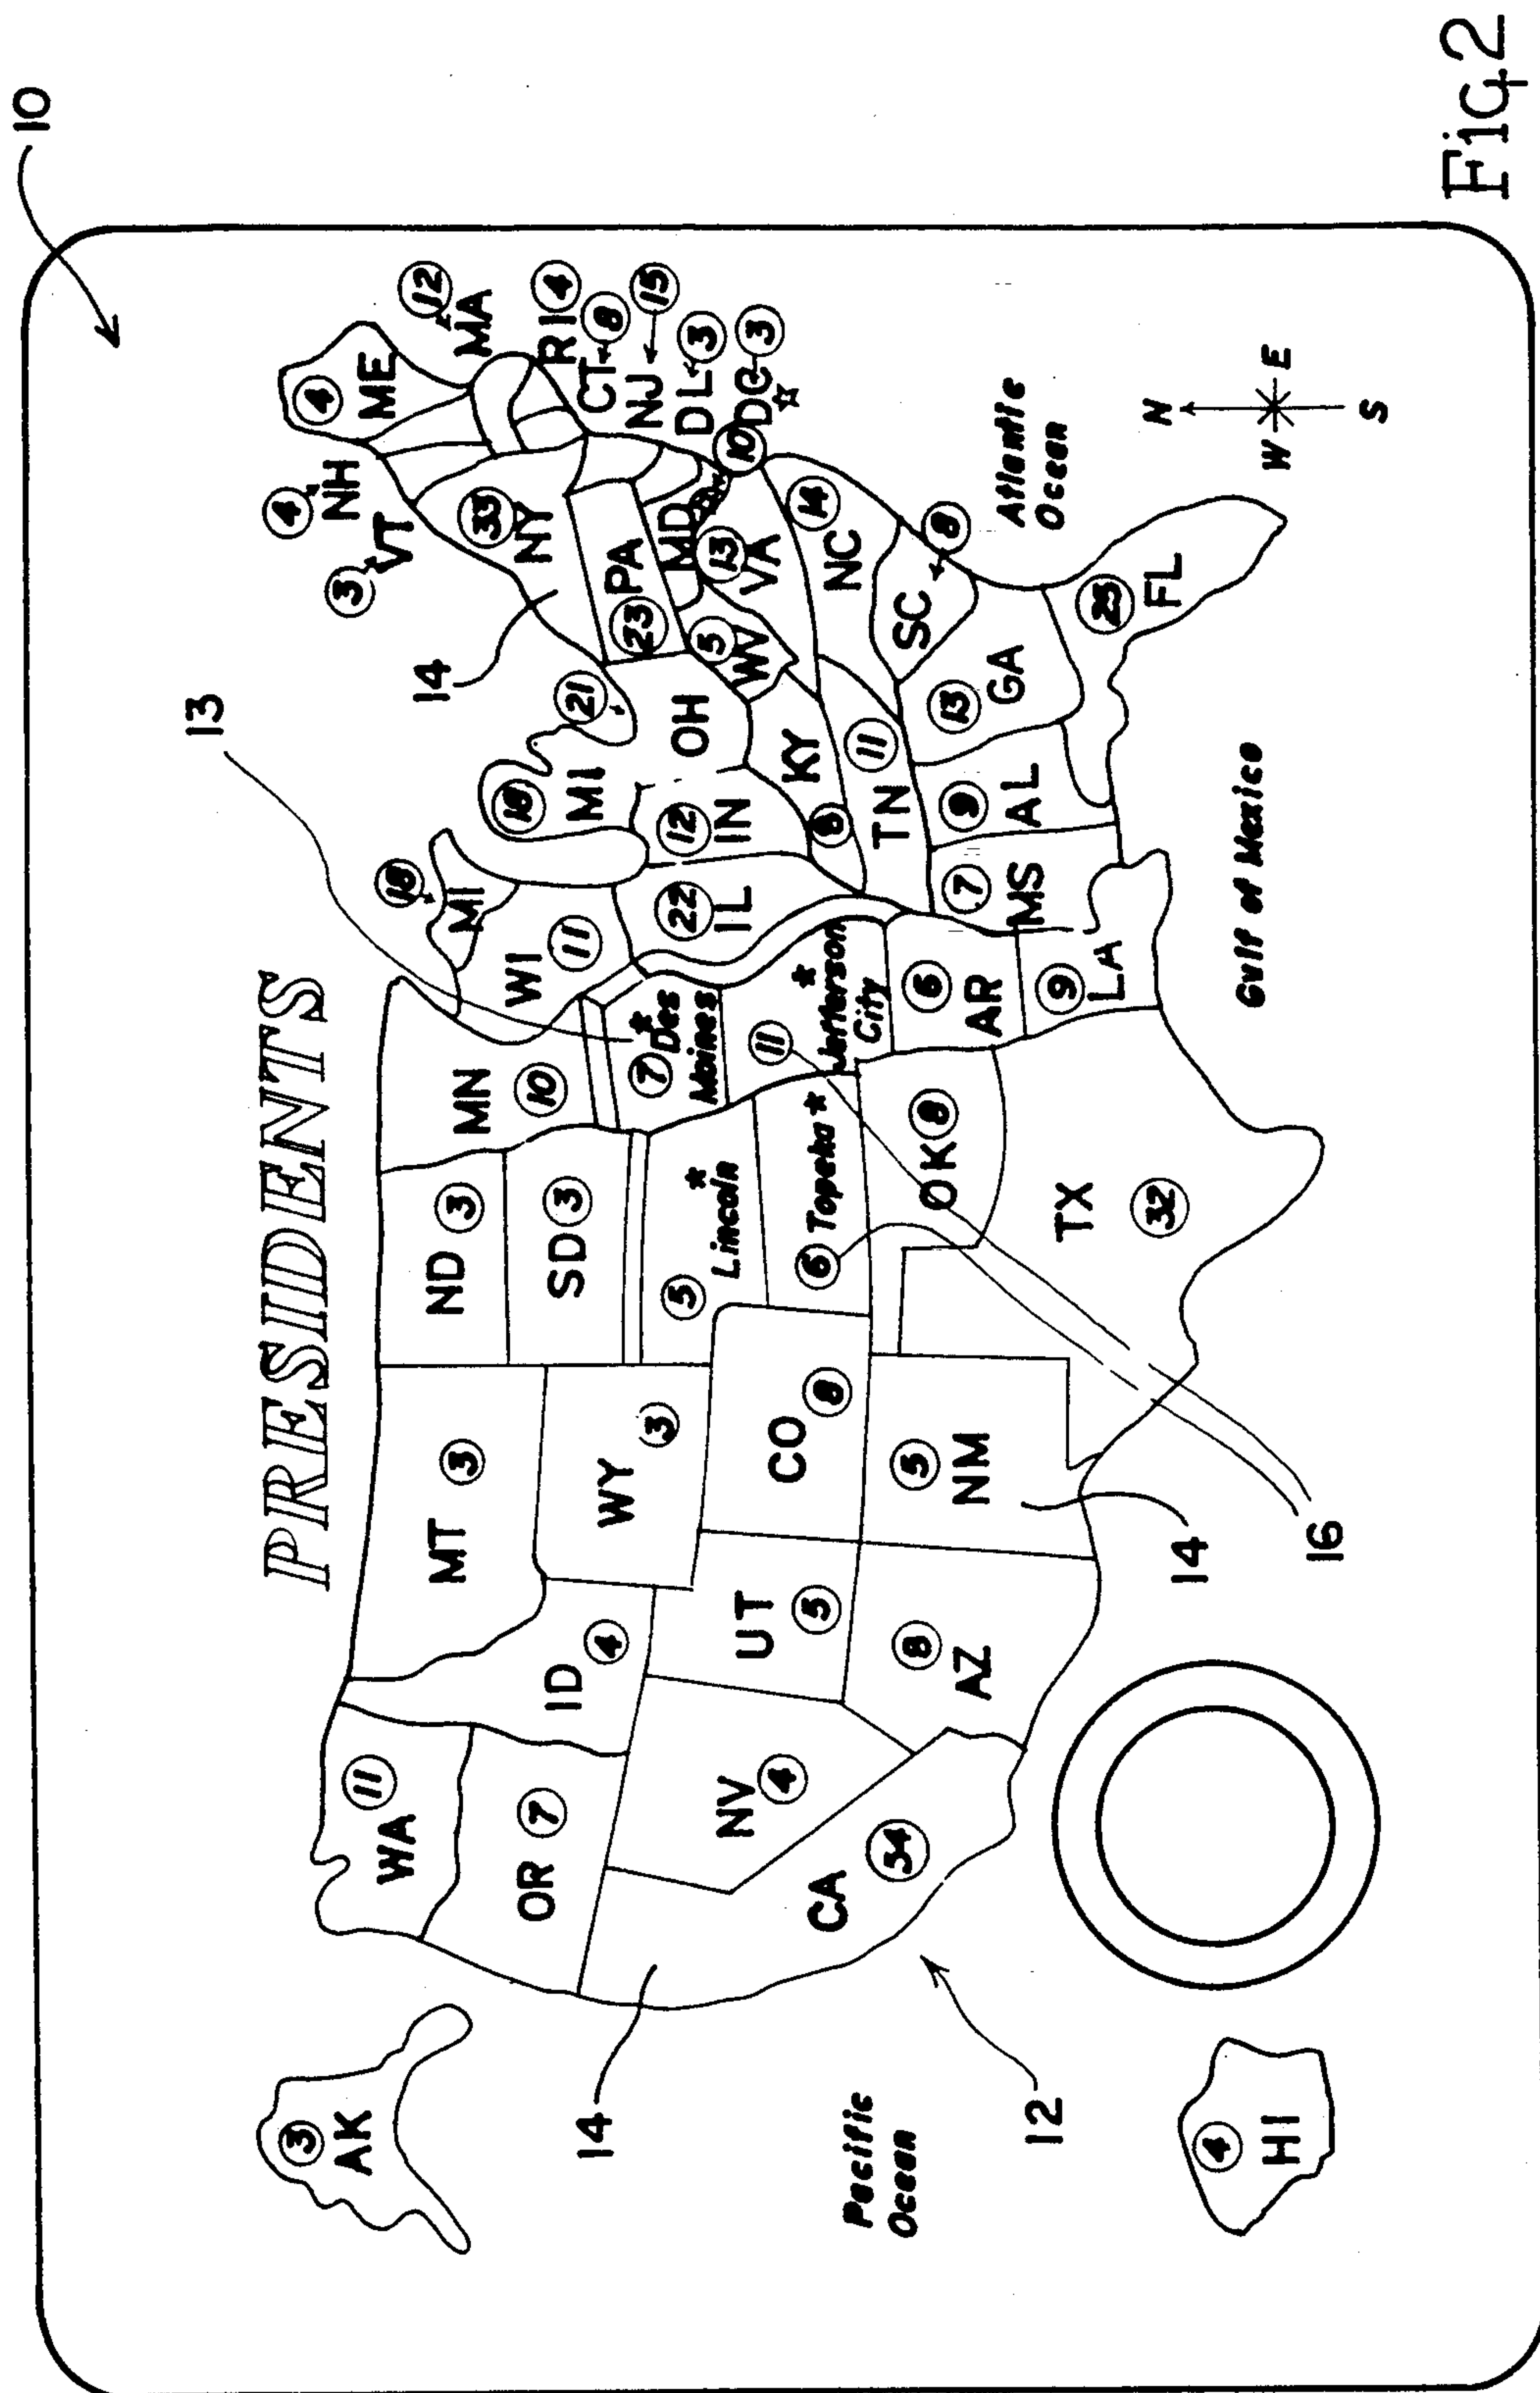 10
PRESIDENTS
13
14
3
AK
11
WA
3
MT
ND 3
MN
10
18
MI
WI
11
18
MI
21
3
VT
4
NH
4
ME
12
MA
33
NY
RI 4
CT 8
NJ 15
DL 3
DC 3
10
MD
OR 7
ID
4
WY
3
SD 3
7 * Des
Moines
22
IL
12
IN
OH
23
PA
5
WV
13
VA
14
NV
4
UT
5
CO
8
5
*
Lincoln
6 Topeka *
11
*
Jefferson
City
8
KY
TN
11
14
NC
SC
8
Pacific
Ocean
CA
34
8
AZ
5
NM
OK 8
6
AR
7
MS
9
AL
13
GA
Atlantic
Ocean
12
14
TX
32
9
LA
25
FL
N
W E
S
4
HI
16
Gulf of Mexico
Fig.2